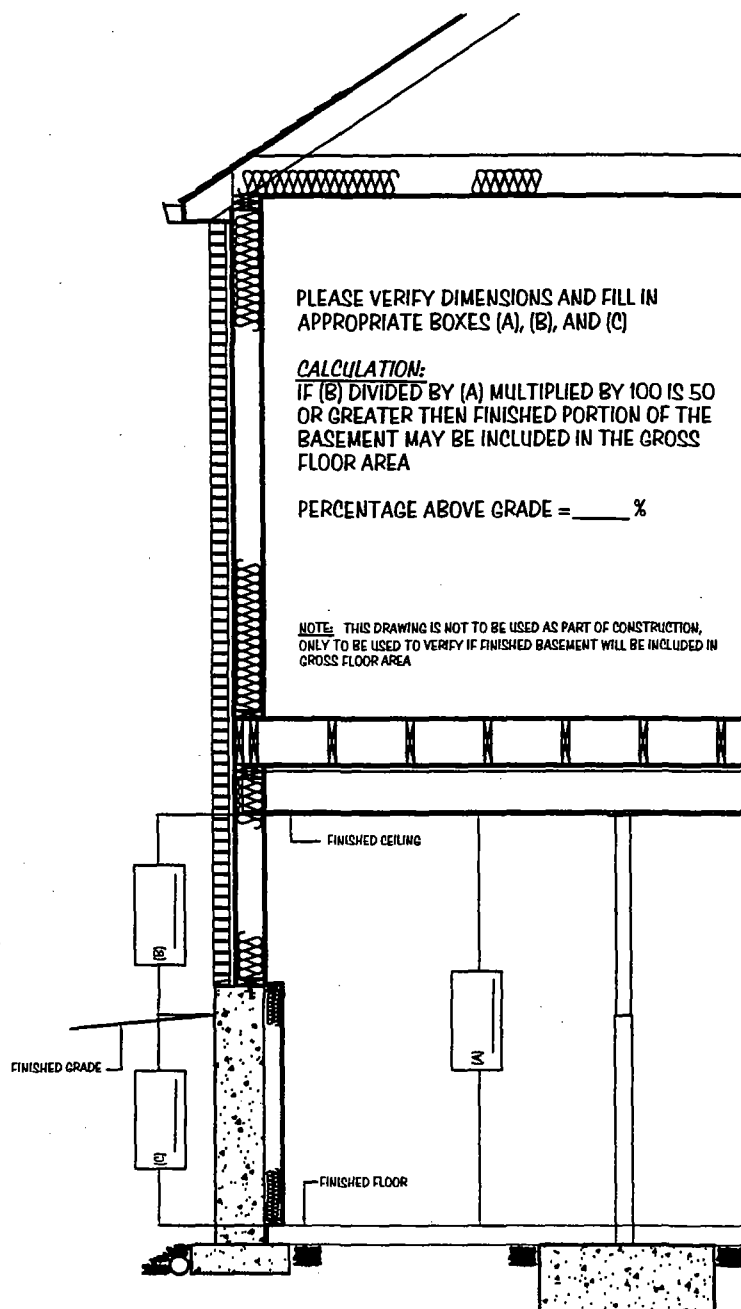 PLEASE VERIFY DIMENSIONS AND FILL IN
APPROPRIATE BOXES (A), (B), AND (C)
CALCULATION:
IF (B) DIVIDED BY (A) MULTIPLIED BY 100 IS 50
OR GREATER THEN FINISHED PORTION OF THE
BASEMENT MAY BE INCLUDED IN THE GROSS
FLOOR AREA
PERCENTAGE ABOVE GRADE = _____ %
NOTE: THIS DRAWING IS NOT TO BE USED AS PART OF CONSTRUCTION,
ONLY TO BE USED TO VERIFY IF FINISHED BASEMENT WILL BE INCLUDED IN
GROSS FLOOR AREA
FINISHED CEILING
(B)
(A)
FINISHED GRADE
(C)
FINISHED FLOOR